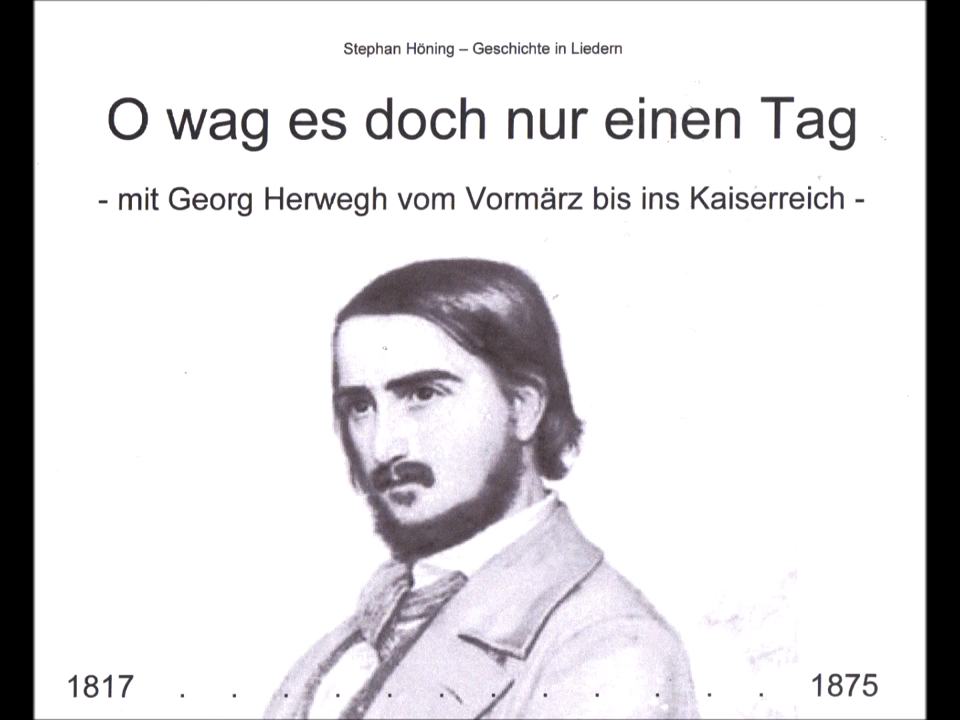 Stephan Höning – Geschichte in Liedern
O wag es doch nur einen Tag
- mit Georg Herwegh vom Vormärz bis ins Kaiserreich -
1817 . . . . . . . . . . . . 1875